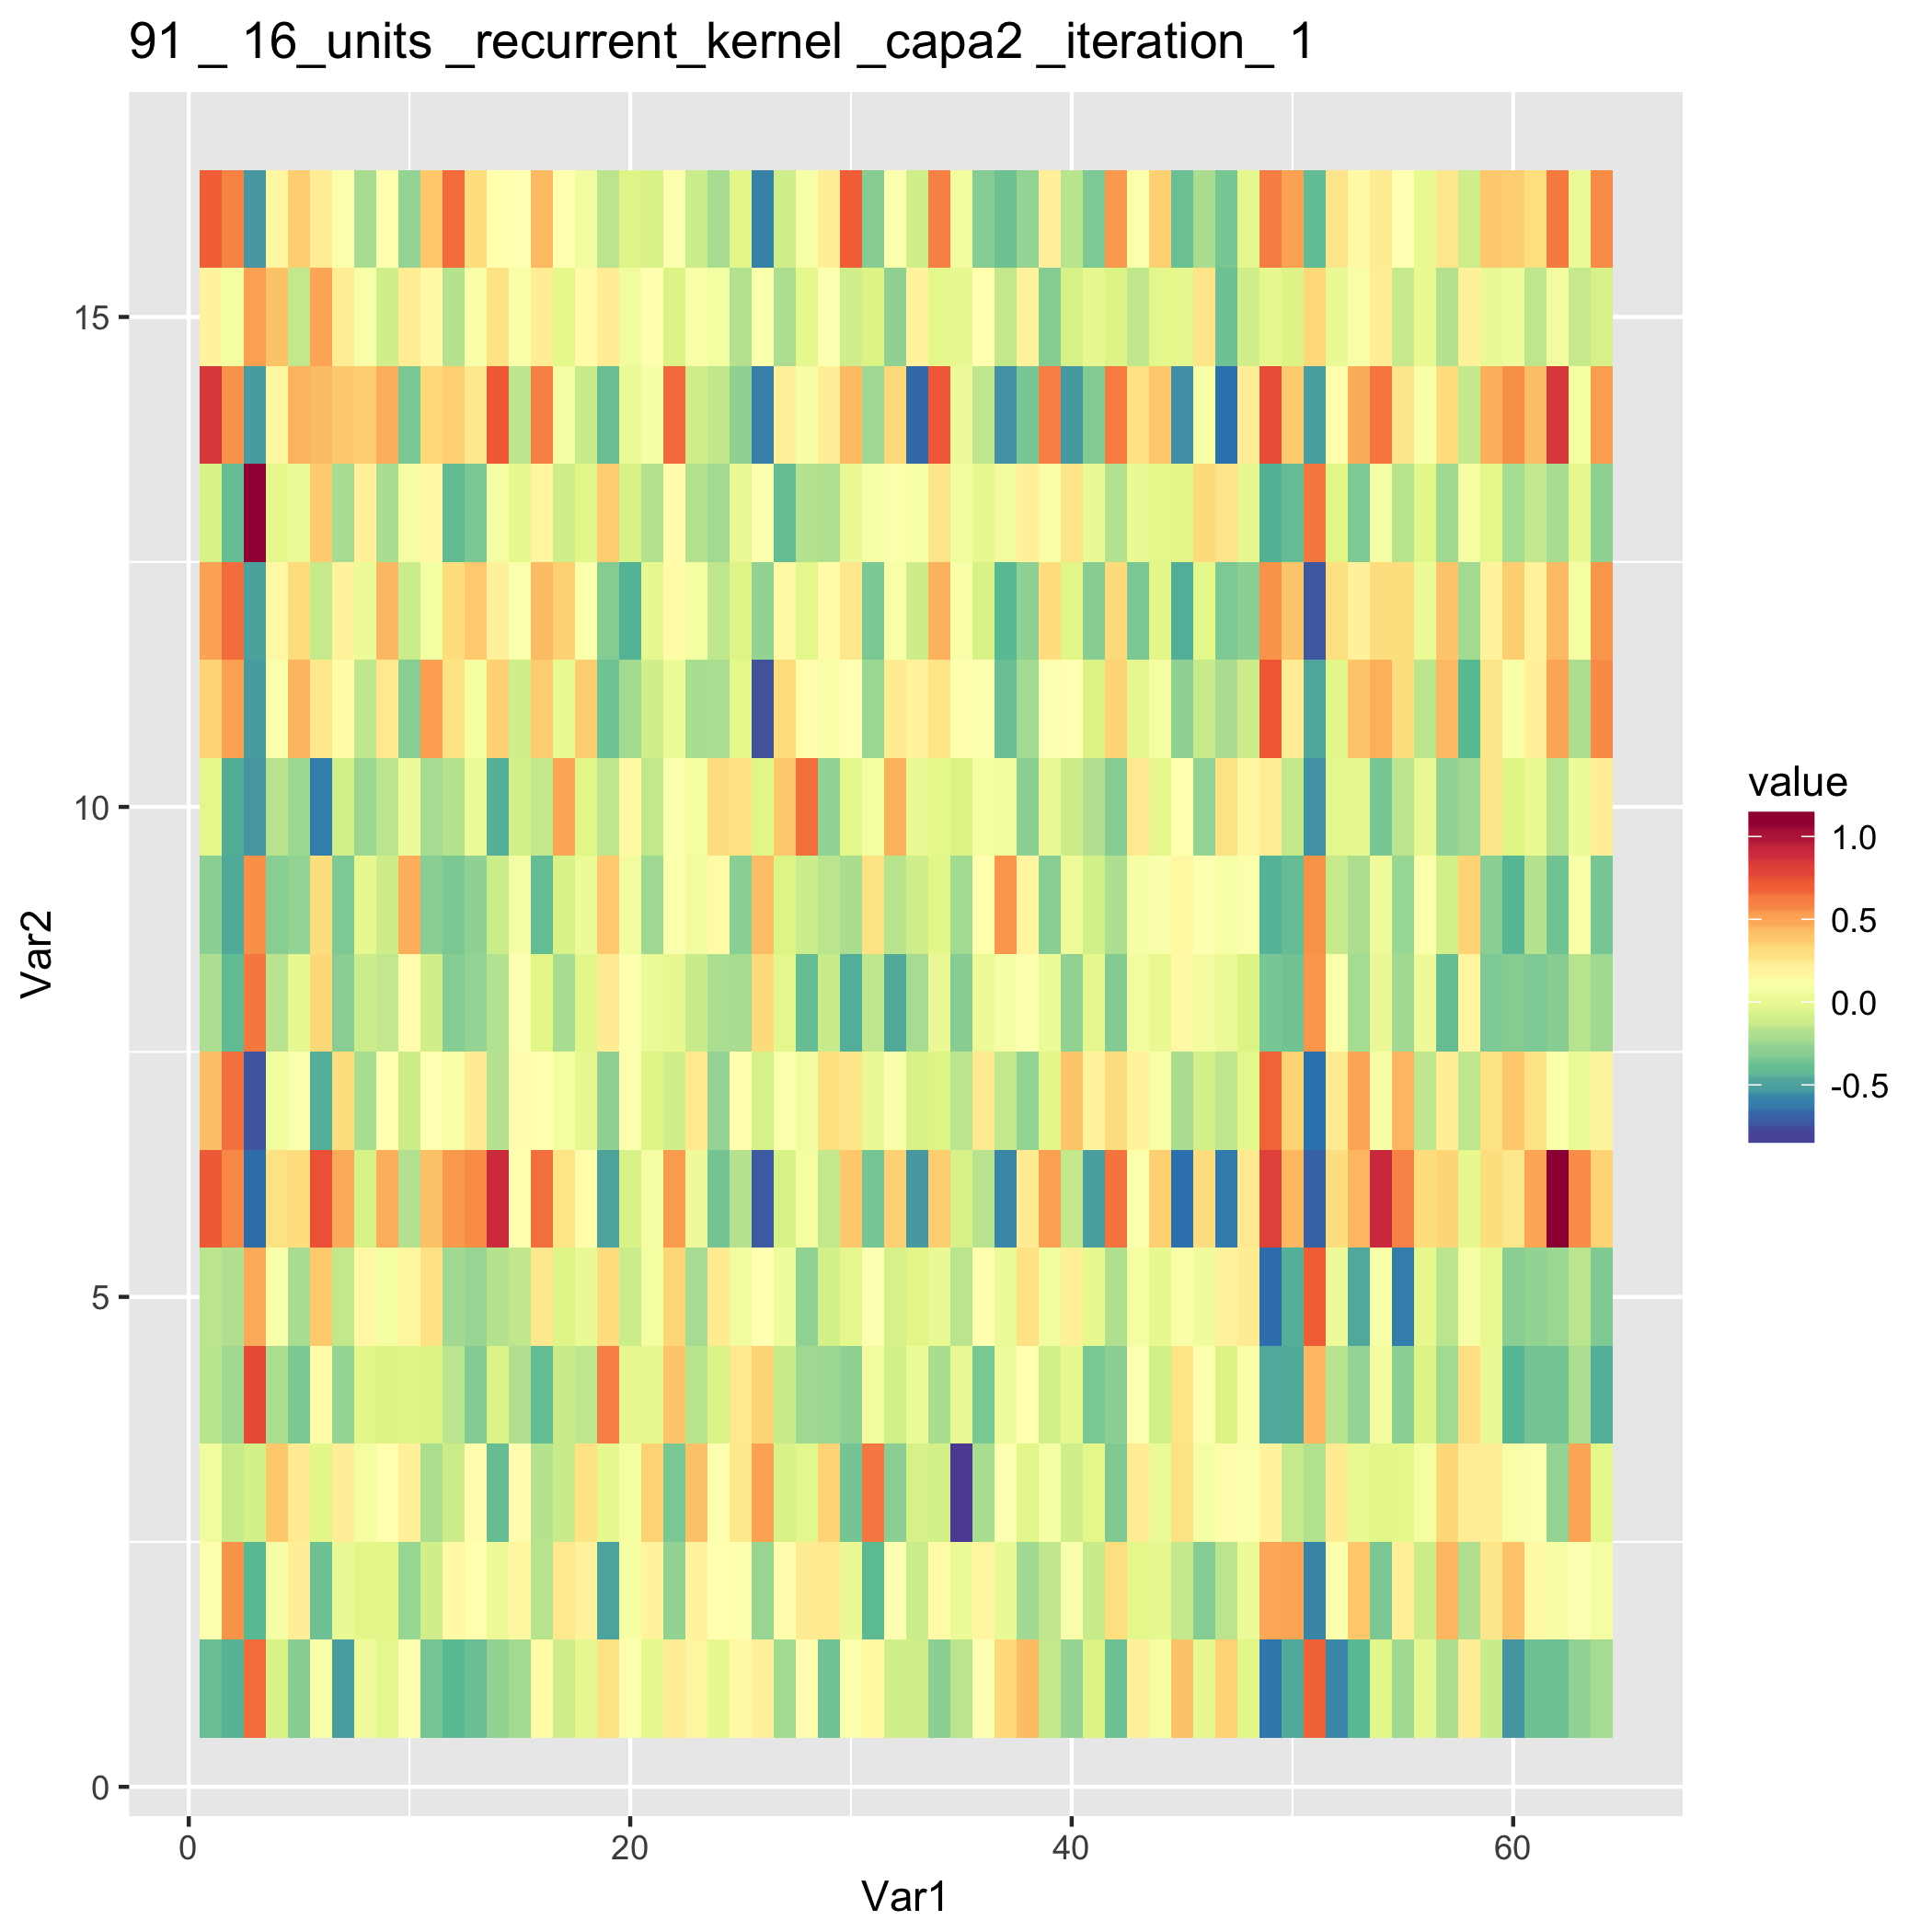 91 _ 16_units _recurrent_kernel _capa2 _iteration_ 1
15
10
5
0
Var2
0 20 40 60
Var1
value
1.0
0.5
0.0
-0.5